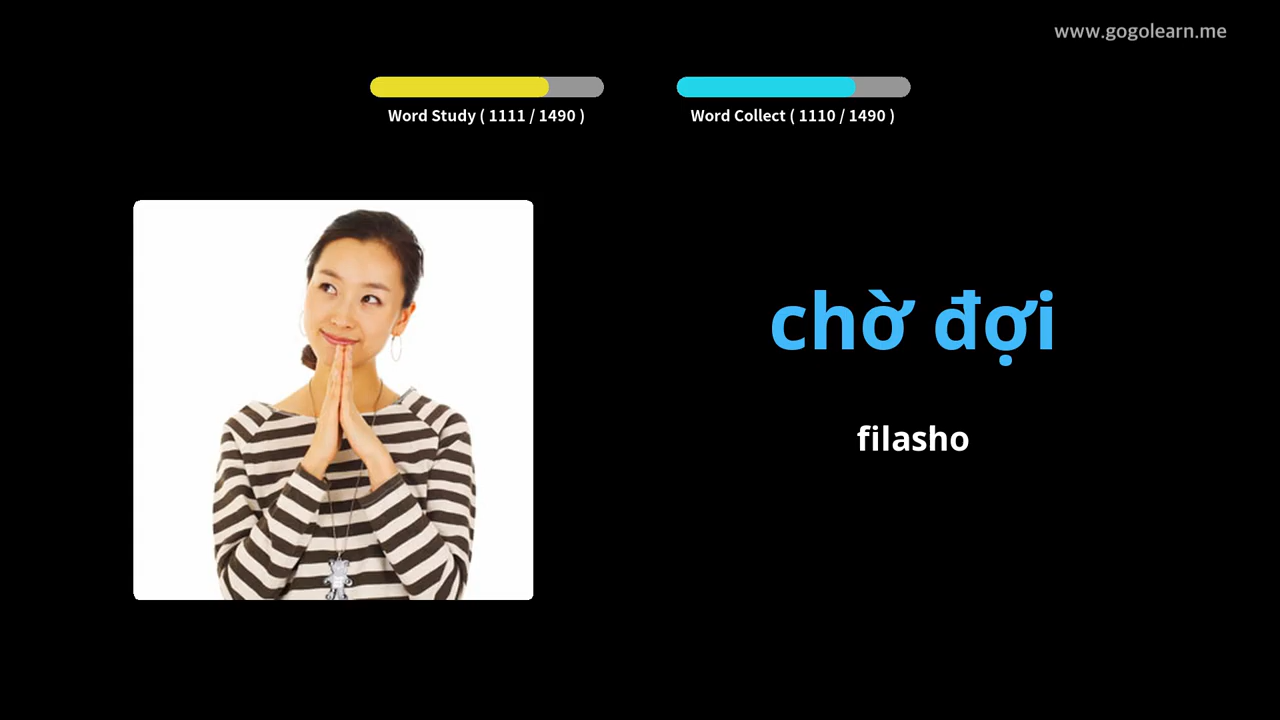 www.gogolearn.me
Word Study ( 1111 / 1490 )
Word Collect ( 1110 / 1490 )
chờ đợi
filasho